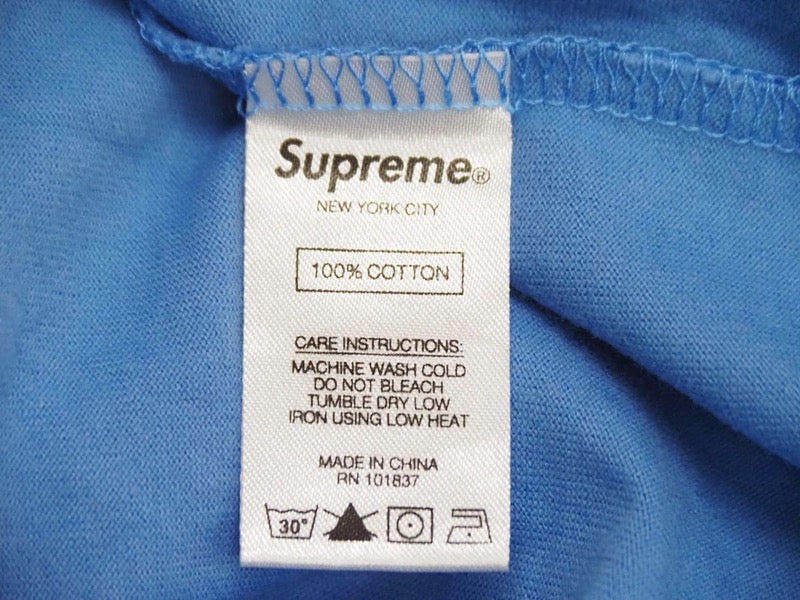 Supreme®
NEW YORK CITY
100% COTTON
CARE INSTRUCTIONS:
MACHINE WASH COLD
DO NOT BLEACH
TUMBLE DRY LOW
IRON USING LOW HEAT
MADE IN CHINA
RN 101837
30°